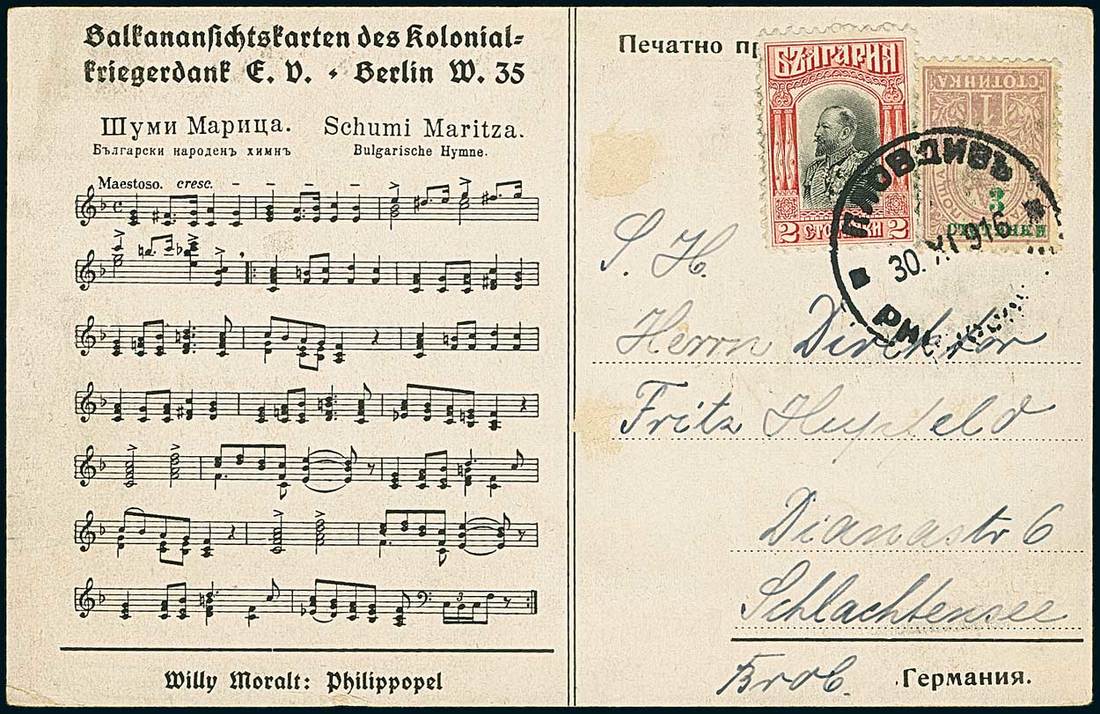 Balkanansichtskarten des Kolonial=
kriegerdank E. V. • Berlin W. 35
Шуми Марица.
Български народенъ химнъ
Schumi Maritza.
Bulgarische Hymne.
Maestoso. cresc.
Willy Moralt: Philippopel
Печатно
БЪЛГАРИЯ
2 СТОТИНКИ 2
1
СТОТИНКА
3
СТОТИНКИ
ПЛОВДИВЪ
30. XI 916
S. H.
Herrn Direktor
Fritz Hupfeld
Dianastr 6
Schlachtensee
Германия.